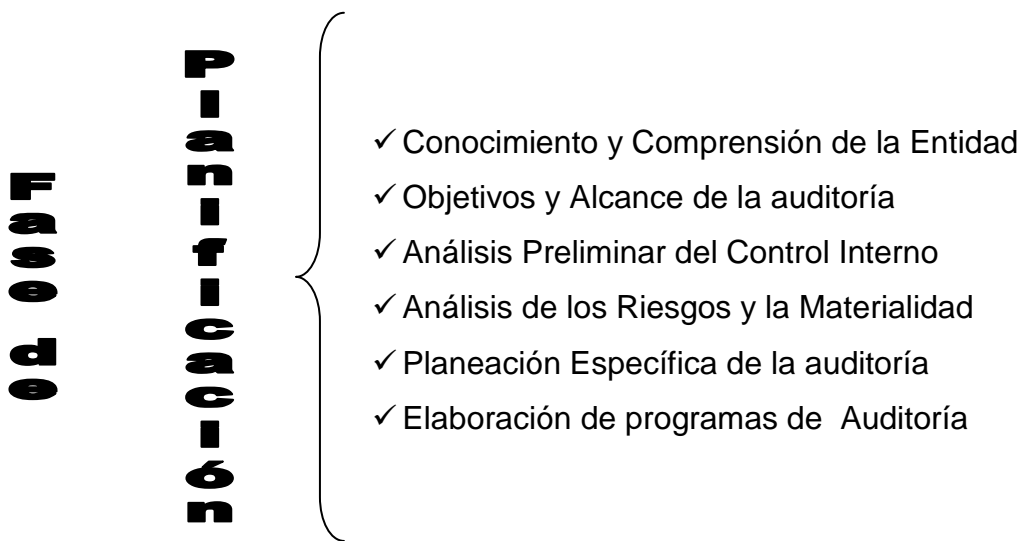 Fase de
Planificación
✓ Conocimiento y Comprensión de la Entidad
✓ Objetivos y Alcance de la auditoría
✓ Análisis Preliminar del Control Interno
✓ Análisis de los Riesgos y la Materialidad
✓ Planeación Específica de la auditoría
✓ Elaboración de programas de Auditoría